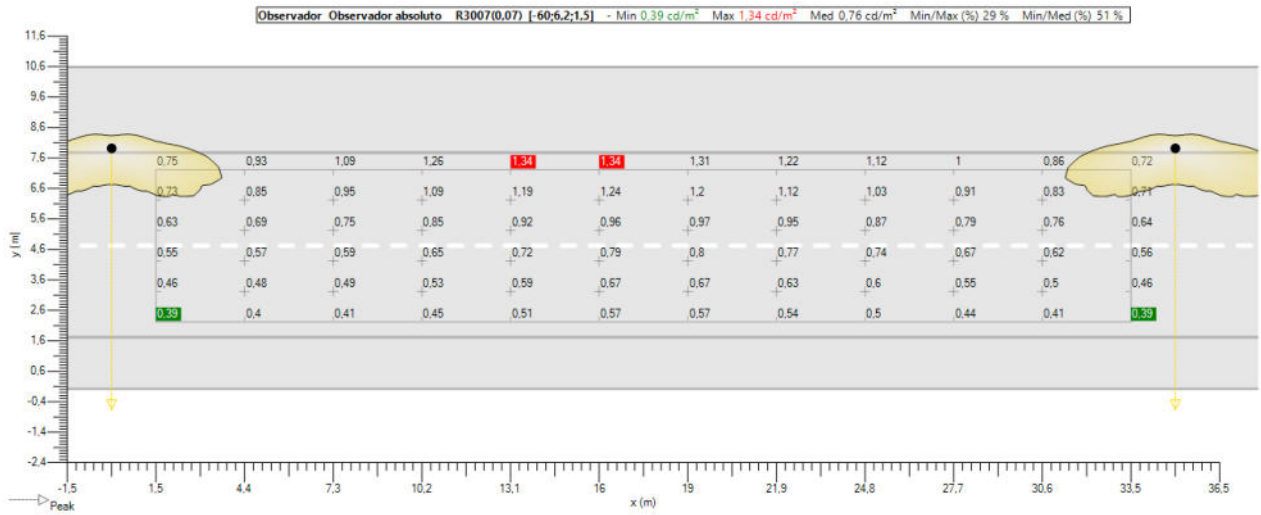 Observador Observador absoluto R3007(0,07) [-60;6,2;1,5] - Min 0,39 cd/m² Max 1,34 cd/m² Med 0,76 cd/m² Min/Max (%) 29 % Min/Med (%) 51 %
11.6
10.6
9.6
8.6
7.6
0,75 0,93 1,09 1,26 1,34 1,34 1,31 1,22 1,12 1 0,86 0,72
6.6
0,73 0,85 0,95 1,09 1,19 1,24 1,2 1,12 1,03 0,91 0,83 0,71
5.6
0,63 0,69 0,75 0,85 0,92 0,96 0,97 0,95 0,87 0,79 0,76 0,64
y (m)
4.6
0,55 0,57 0,59 0,65 0,72 0,79 0,8 0,77 0,74 0,67 0,62 0,56
3.6
0,46 0,48 0,49 0,53 0,59 0,67 0,67 0,63 0,6 0,55 0,5 0,46
2.6
0,39 0,4 0,41 0,45 0,51 0,57 0,57 0,54 0,5 0,44 0,41 0,39
1.6
0.6
-0.4
-1.4
-2.4
-1,5 1,5 4,4 7,3 10,2 13,1 16 19 21,9 24,8 27,7 30,6 33,5 36,5
Peak
x (m)